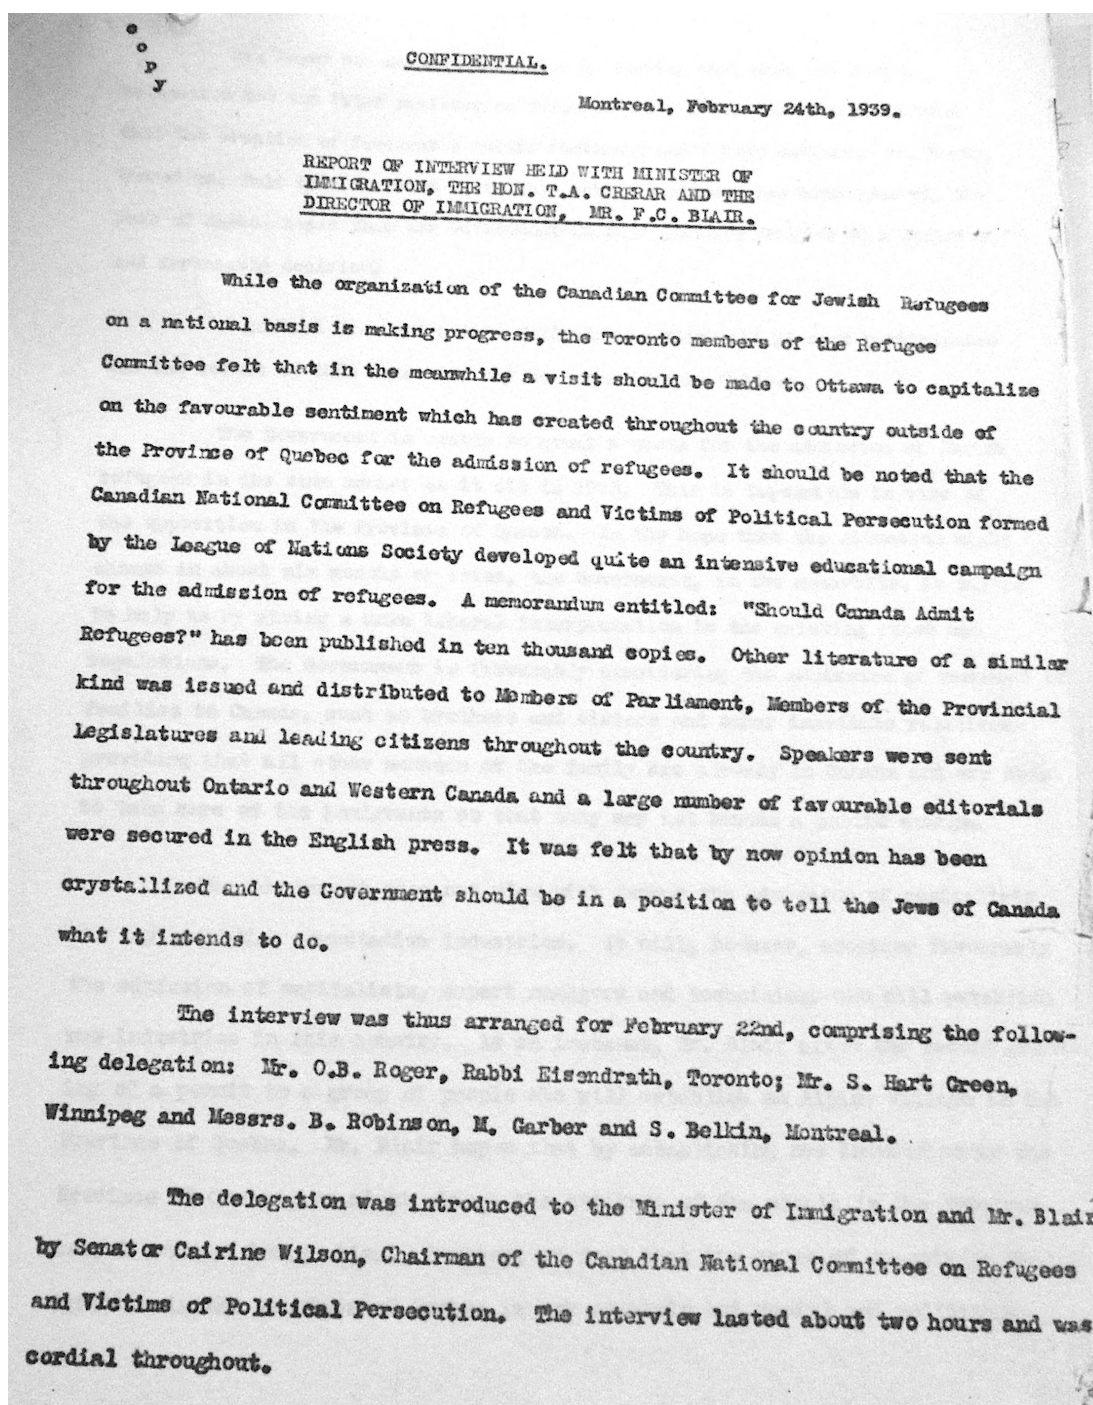 copy
CONFIDENTIAL.
Montreal, February 24th, 1939.
REPORT OF INTERVIEW HELD WITH MINISTER OF
IMMIGRATION, THE HON. T.A. CRERAR AND THE
DIRECTOR OF IMMIGRATION, MR. F.C. BLAIR.
While the organization of the Canadian Committee for Jewish Refugees
on a national basis is making progress, the Toronto members of the Refugee
Committee felt that in the meanwhile a visit should be made to Ottawa to capitalize
on the favourable sentiment which has created throughout the country outside of
the Province of Quebec for the admission of refugees. It should be noted that the
Canadian National Committee on Refugees and Victims of Political Persecution formed
by the League of Nations Society developed quite an intensive educational campaign
for the admission of refugees. A memorandum entitled: "Should Canada Admit
Refugees?" has been published in ten thousand copies. Other literature of a similar
kind was issued and distributed to Members of Parliament, Members of the Provincial
Legislatures and leading citizens throughout the country. Speakers were sent
throughout Ontario and Western Canada and a large number of favourable editorials
were secured in the English press. It was felt that by now opinion has been
crystallized and the Government should be in a position to tell the Jews of Canada
what it intends to do.
The interview was thus arranged for February 22nd, comprising the follow-
ing delegation: Mr. O.B. Roger, Rabbi Eisendrath, Toronto; Mr. S. Hart Green,
Winnipeg and Messrs. B. Robinson, M. Garber and S. Belkin, Montreal.
The delegation was introduced to the Minister of Immigration and Mr. Blair
by Senator Cairine Wilson, Chairman of the Canadian National Committee on Refugees
and Victims of Political Persecution. The interview lasted about two hours and was
cordial throughout.